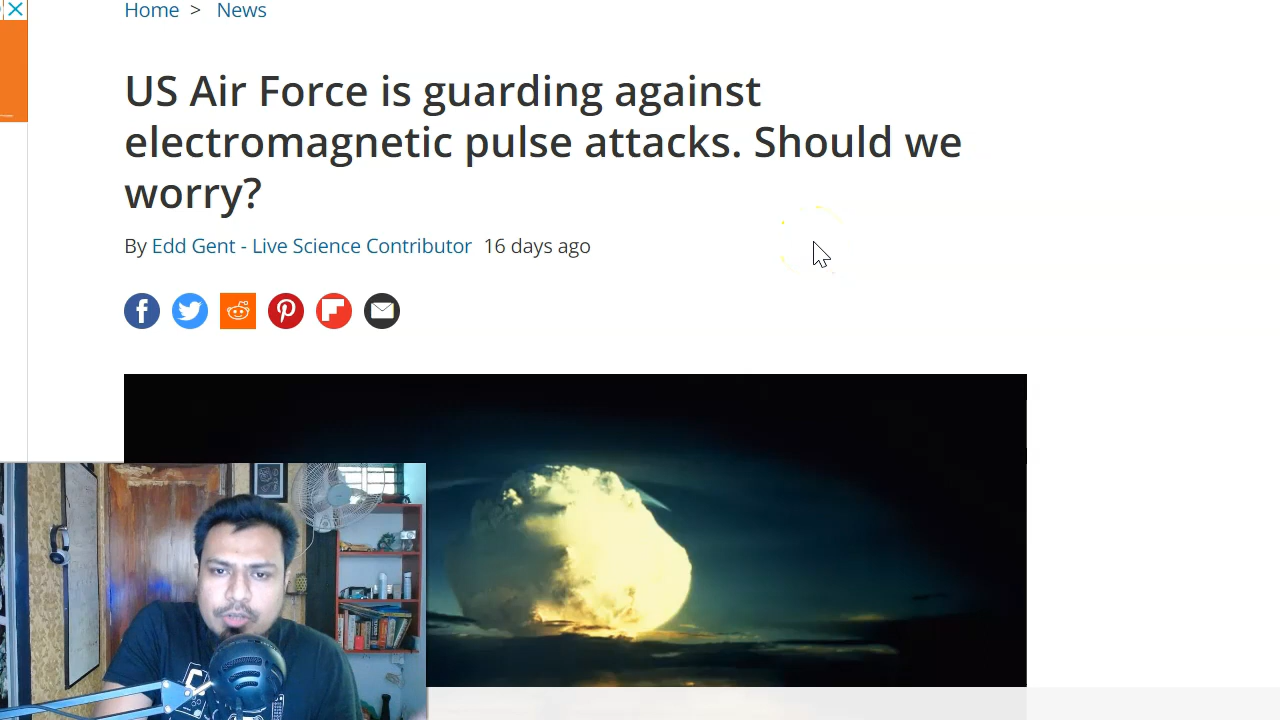 Home > News
US Air Force is guarding against
electromagnetic pulse attacks. Should we
worry?
By Edd Gent - Live Science Contributor 16 days ago